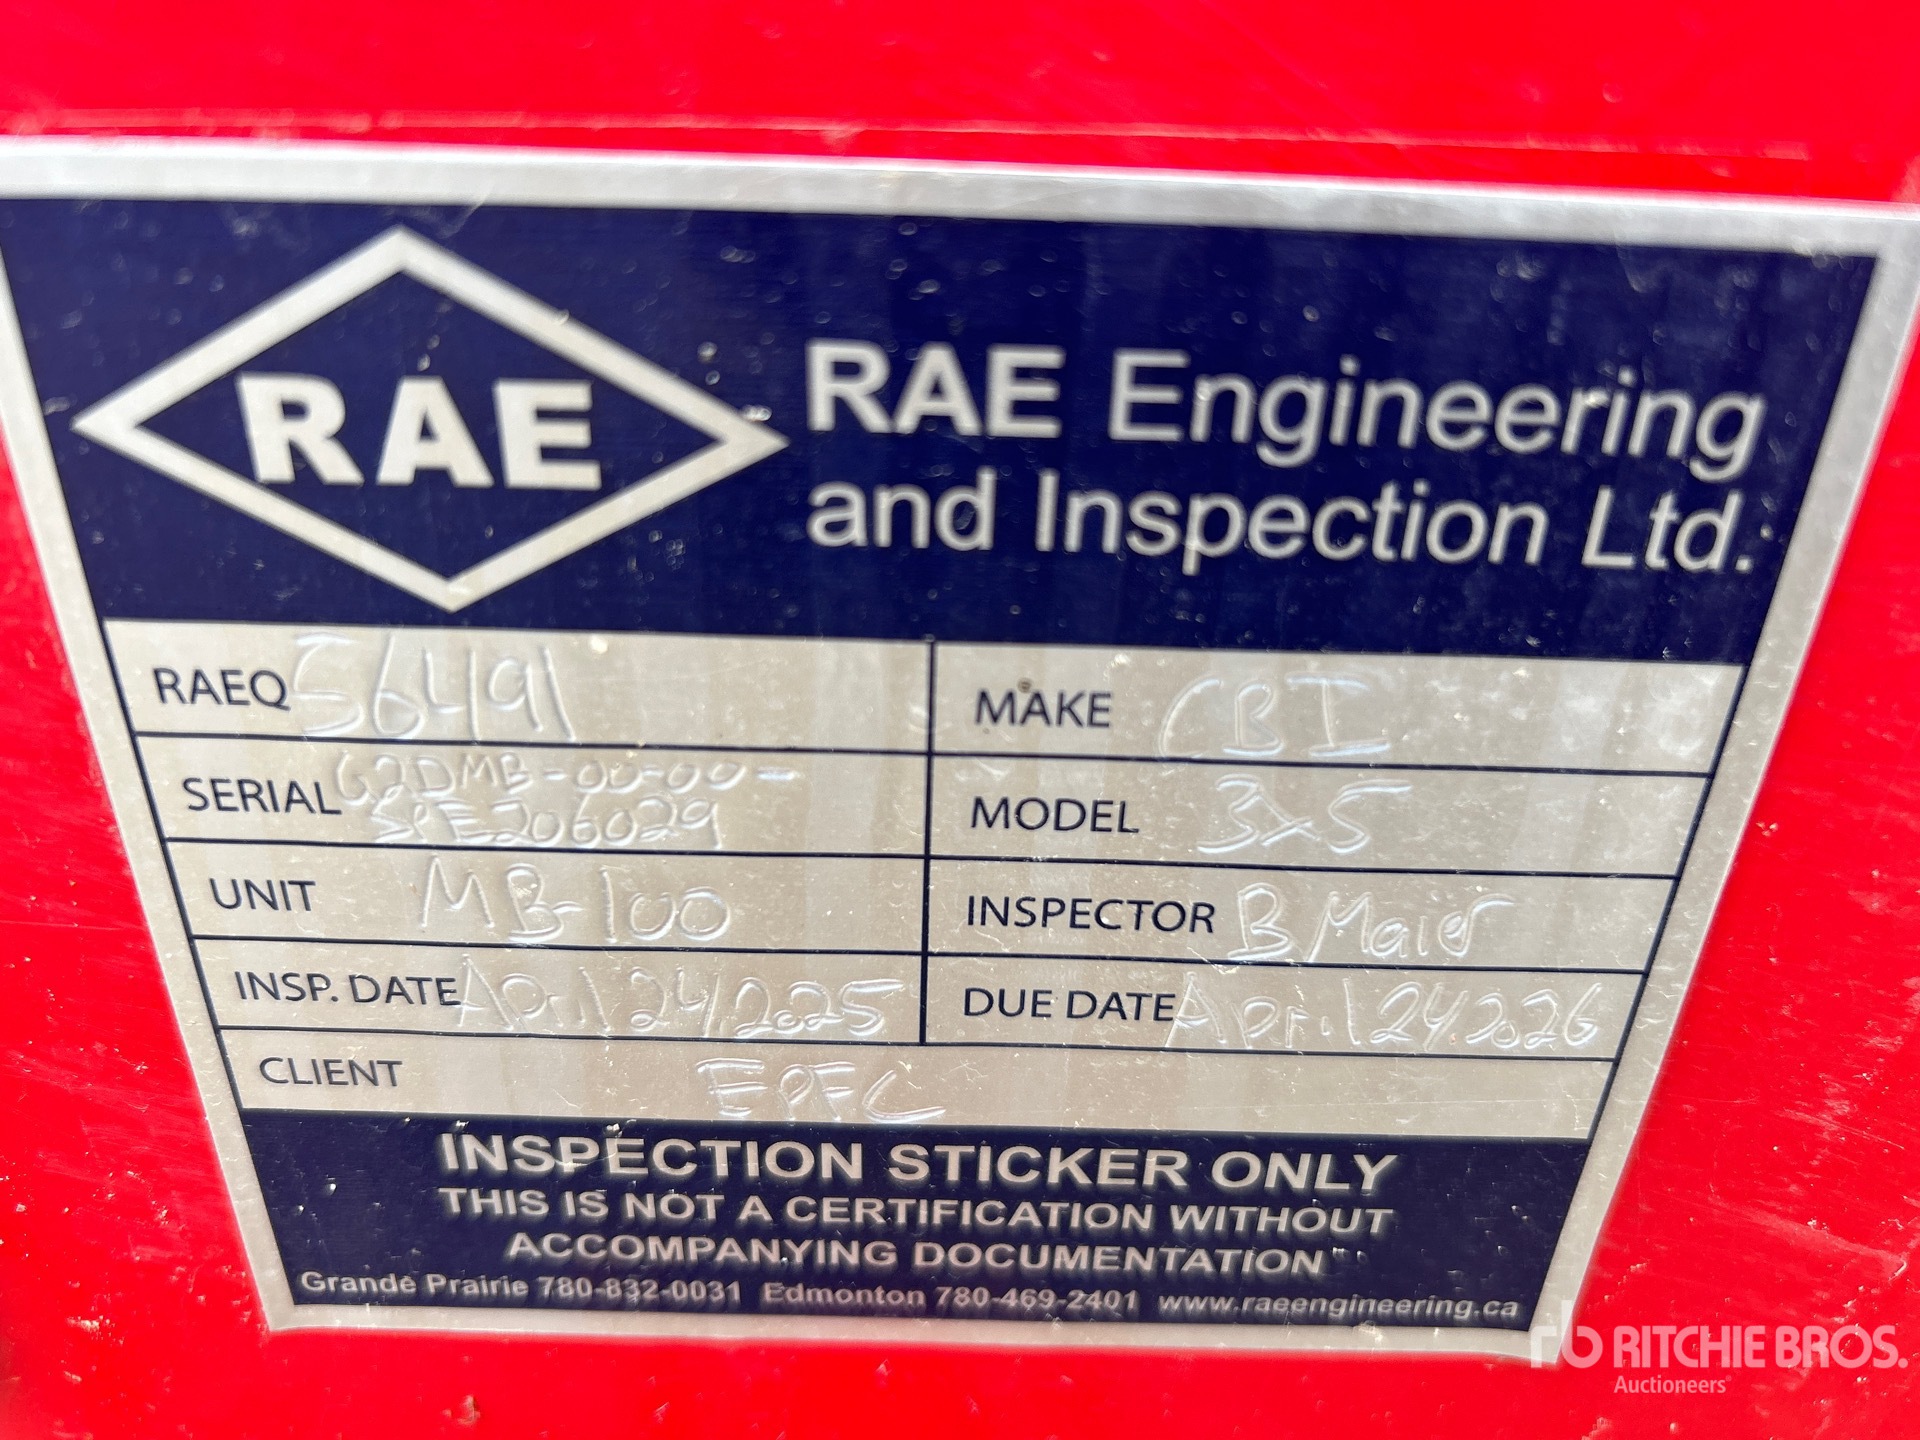 RAE
RAE Engineering
and Inspection Ltd.
RAEQ 56491
MAKE CBI
SERIAL G2DMB-00-00-
SPE206029
MODEL 3x5
UNIT MB-100
INSPECTOR B Maier
INSP. DATE April 24 2025
DUE DATE April 24 2026
CLIENT EPFC
INSPECTION STICKER ONLY
THIS IS NOT A CERTIFICATION WITHOUT
ACCOMPANYING DOCUMENTATION
Grande Prairie 780-832-0031 Edmonton 780-469-2401 www.raeengineering.ca
rb RITCHIE BROS.
Auctioneers